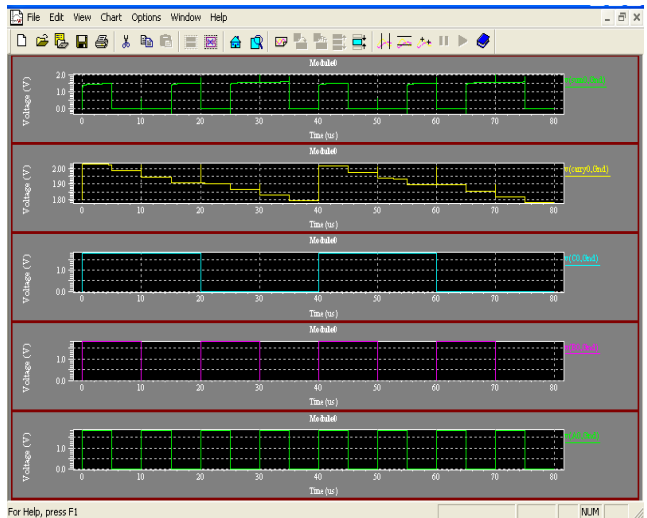 File Edit View Chart Options Window Help
Module0
Voltage (V)
2.0
1.0
0.0
0 10 20 30 40 50 60 70 80
Time (us)
Module0
v(carry0,Gnd)
Voltage (V)
2.00
1.90
1.80
0 10 20 30 40 50 60 70 80
Time (us)
Module0
v(C0,Gnd)
Voltage (V)
1.0
0.0
0 10 20 30 40 50 60 70 80
Time (us)
Module0
Voltage (V)
1.0
0.0
0 10 20 30 40 50 60 70 80
Time (us)
Module0
Voltage (V)
1.0
0.0
0 10 20 30 40 50 60 70 80
Time (us)
For Help, press F1
NUM